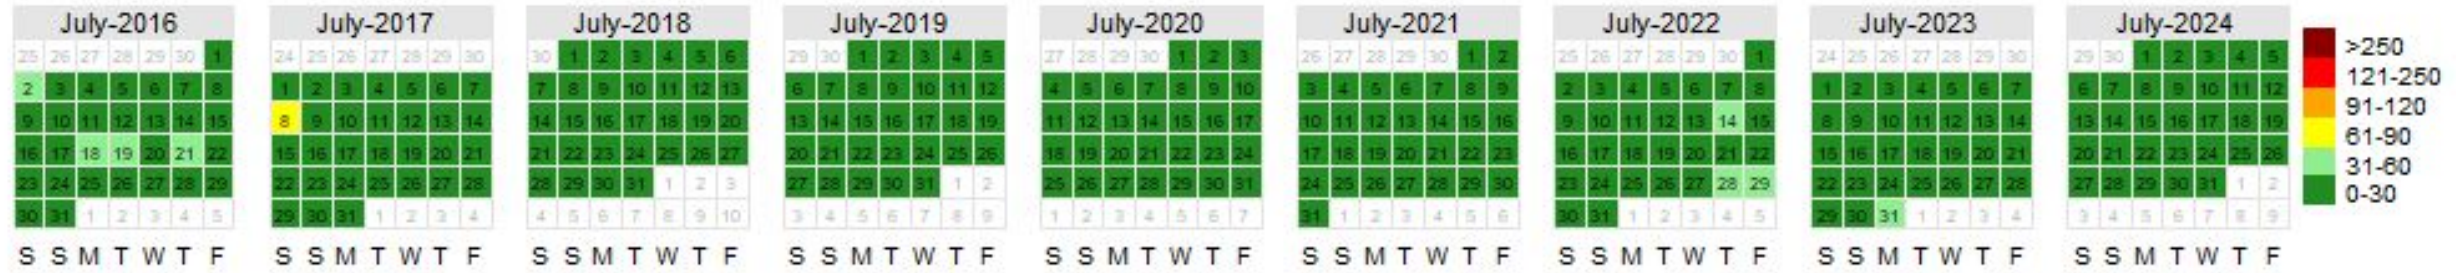 July-2016 July-2017 July-2018 July-2019 July-2020 July-2021 July-2022 July-2023 July-2024
25 26 27 28 29 30 1 24 25 26 27 28 29 30 30 1 2 3 4 5 6 29 30 1 2 3 4 5 27 28 29 30 1 2 3 26 27 28 29 30 1 2 25 26 27 28 29 30 1 24 25 26 27 28 29 30 29 30 1 2 3 4 5 >250
2 3 4 5 6 7 8 1 2 3 4 5 6 7 7 8 9 10 11 12 13 6 7 8 9 10 11 12 4 5 6 7 8 9 10 3 4 5 6 7 8 9 2 3 4 5 6 7 8 1 2 3 4 5 6 7 6 7 8 9 10 11 12 121-250
9 10 11 12 13 14 15 8 9 10 11 12 13 14 14 15 16 17 18 19 20 13 14 15 16 17 18 19 11 12 13 14 15 16 17 10 11 12 13 14 15 16 9 10 11 12 13 14 15 8 9 10 11 12 13 14 13 14 15 16 17 18 19 91-120
61-90
16 17 18 19 20 21 22 15 16 17 18 19 20 21 21 22 23 24 25 26 27 20 21 22 23 24 25 26 18 19 20 21 22 23 24 17 18 19 20 21 22 23 16 17 18 19 20 21 22 15 16 17 18 19 20 21 20 21 22 23 24 25 26 31-60
23 24 25 26 27 28 29 22 23 24 25 26 27 28 28 29 30 31 1 2 3 27 28 29 30 31 1 2 25 26 27 28 29 30 31 24 25 26 27 28 29 30 23 24 25 26 27 28 29 22 23 24 25 26 27 28 27 28 29 30 31 1 2 0-30
30 31 1 2 3 4 5 29 30 31 1 2 3 4 4 5 6 7 8 9 10 3 4 5 6 7 8 9 1 2 3 4 5 6 7 31 1 2 3 4 5 6 30 31 1 2 3 4 5 29 30 31 1 2 3 4 3 4 5 6 7 8 9
S S M T W T F S S M T W T F S S M T W T F S S M T W T F S S M T W T F S S M T W T F S S M T W T F S S M T W T F S S M T W T F